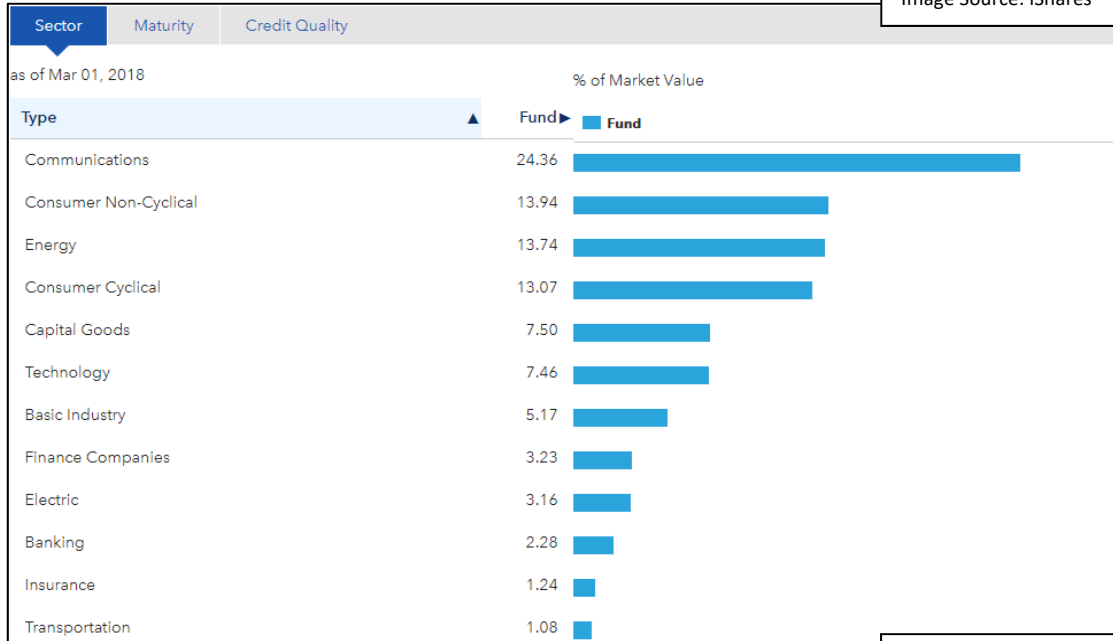 Image Source: iShares
Sector Maturity Credit Quality
as of Mar 01, 2018
% of Market Value
Type ▲ Fund ▶
Fund
Communications 24.36
Consumer Non-Cyclical 13.94
Energy 13.74
Consumer Cyclical 13.07
Capital Goods 7.50
Technology 7.46
Basic Industry 5.17
Finance Companies 3.23
Electric 3.16
Banking 2.28
Insurance 1.24
Transportation 1.08